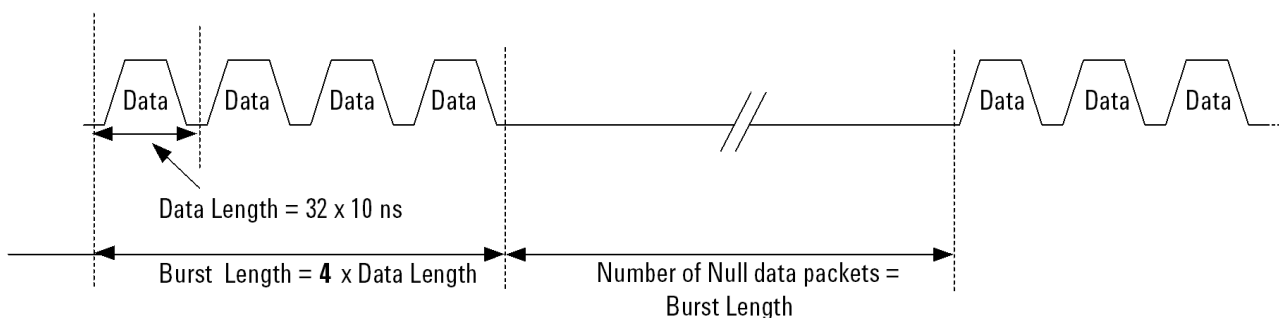 Data Data Data Data Data Data Data
Data Length = 32 x 10 ns
Burst Length = 4 x Data Length
Number of Null data packets =
Burst Length